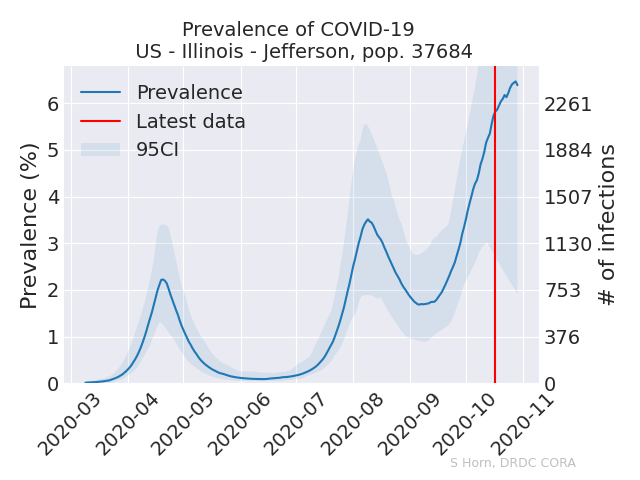 Prevalence of COVID-19
US - Illinois - Jefferson, pop. 37684
Prevalence
Latest data
95CI
Prevalence (%)
6
5
4
3
2
1
0
2261
1884
1507
1130
753
376
0
# of infections
2020-03
2020-04
2020-05
2020-06
2020-07
2020-08
2020-09
2020-10
2020-11
S Horn, DRDC CORA